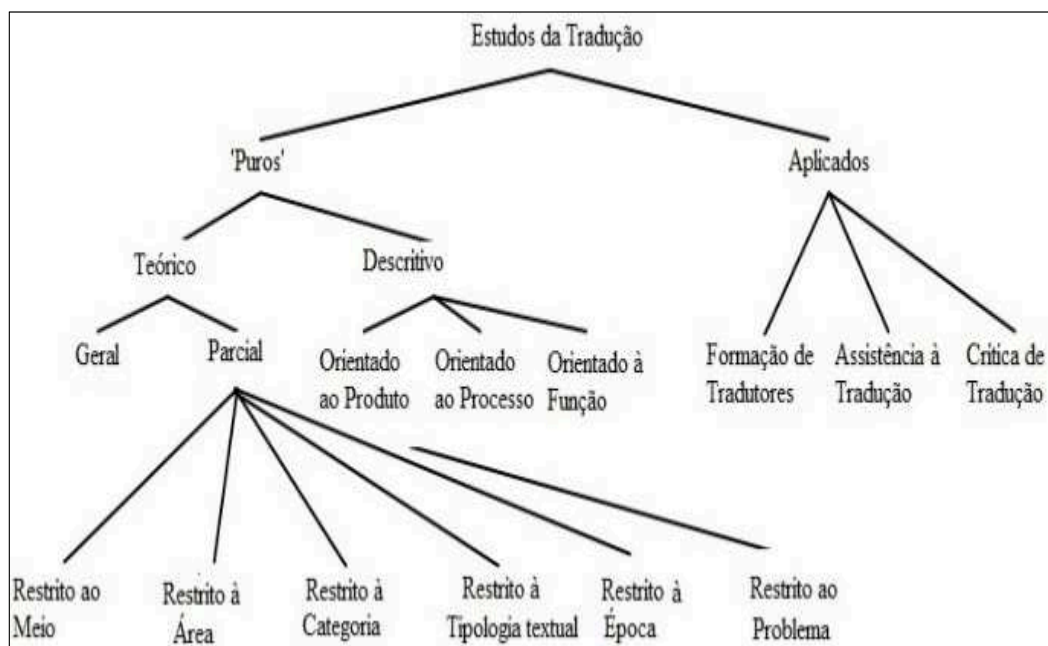 Estudos da Tradução
'Puros'
Aplicados
Teórico
Descritivo
Geral
Parcial
Orientado
ao Produto
Orientado
ao Processo
Orientado à
Função
Formação de
Tradutores
Assistência à
Tradução
Crítica de
Tradução
Restrito ao
Meio
Restrito à
Área
Restrito à
Categoria
Restrito à
Tipologia textual
Restrito à
Época
Restrito ao
Problema